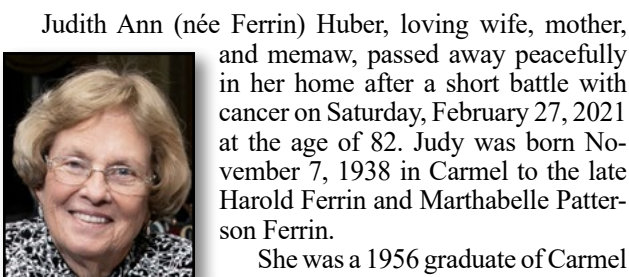 Judith Ann (née Ferrin) Huber, loving wife, mother,
and memaw, passed away peacefully
in her home after a short battle with
cancer on Saturday, February 27, 2021
at the age of 82. Judy was born No-
vember 7, 1938 in Carmel to the late
Harold Ferrin and Marthabelle Patter-
son Ferrin.
She was a 1956 graduate of Carmel